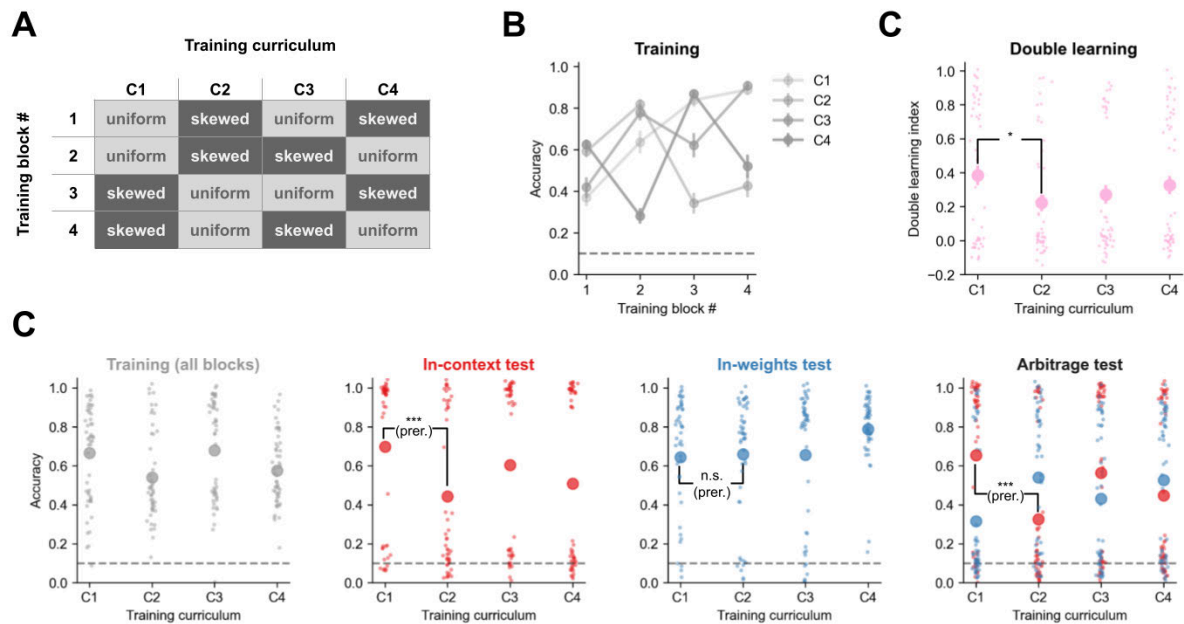 A
Training curriculum
C1 C2 C3 C4
Training block #
1 uniform skewed uniform skewed
2 uniform skewed skewed uniform
3 skewed uniform uniform skewed
4 skewed uniform skewed uniform
B
Training
Accuracy
1.0
0.8
0.6
0.4
0.2
0.0
1 2 3 4
Training block #
C1
C2
C3
C4
C
Double learning
Double learning index
1.0
0.8
0.6
0.4
0.2
0.0
−0.2
*
C1 C2 C3 C4
Training curriculum
C
Training (all blocks)
Accuracy
1.0
0.8
0.6
0.4
0.2
0.0
C1 C2 C3 C4
Training curriculum
In-context test
1.0
0.8
0.6
0.4
0.2
0.0
***
(prer.)
C1 C2 C3 C4
Training curriculum
In-weights test
1.0
0.8
0.6
0.4
0.2
0.0
n.s.
(prer.)
C1 C2 C3 C4
Training curriculum
Arbitrage test
1.0
0.8
0.6
0.4
0.2
0.0
***
(prer.)
C1 C2 C3 C4
Training curriculum